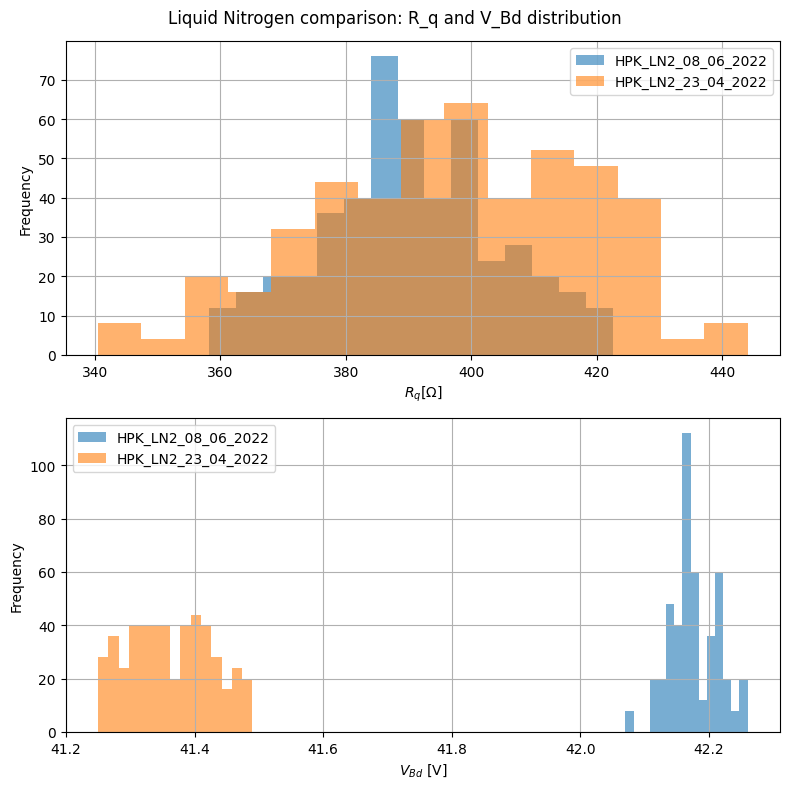 Liquid Nitrogen comparison: R_q and V_Bd distribution
HPK_LN2_08_06_2022
HPK_LN2_23_04_2022
Frequency
70
60
50
40
30
20
10
0
340 360 380 400 420 440
R_q[Ω]
HPK_LN2_08_06_2022
HPK_LN2_23_04_2022
Frequency
100
80
60
40
20
0
41.2 41.4 41.6 41.8 42.0 42.2
V_Bd [V]